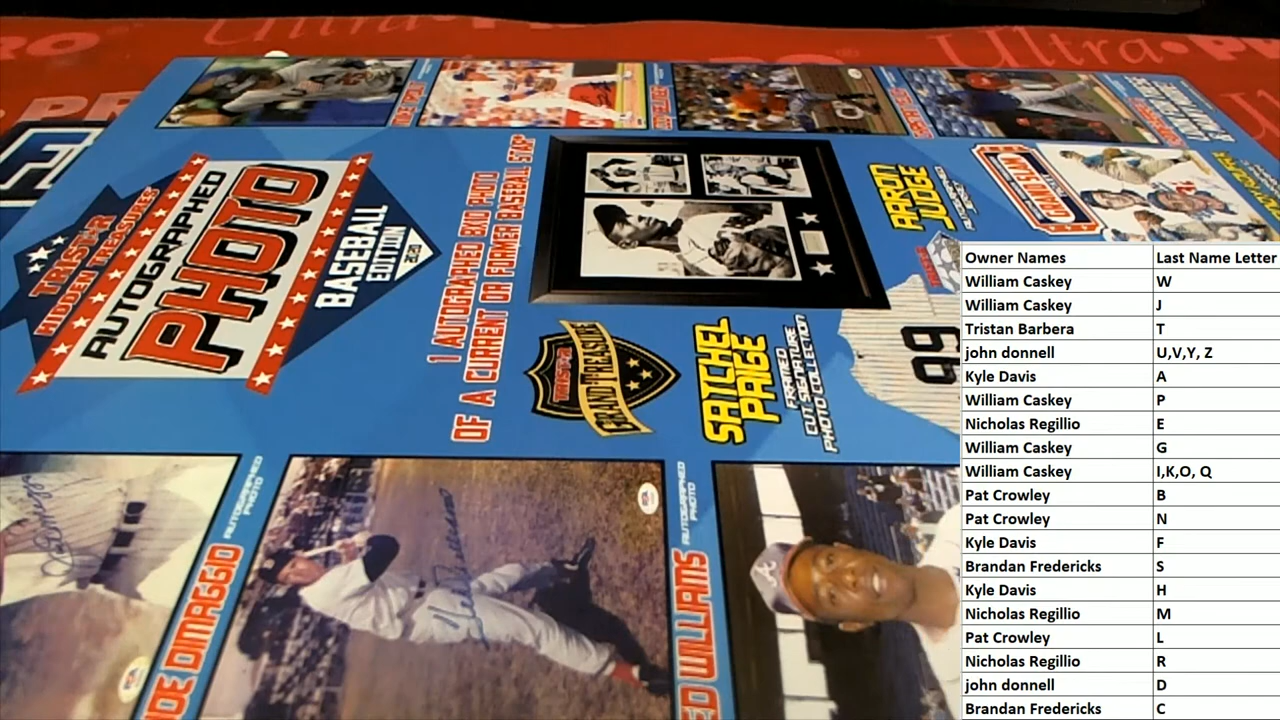 Ultra PRO
TRISTAR
HIDDEN TREASURES
AUTOGRAPHED
PHOTO
BASEBALL
EDITION
1 AUTOGRAPHED 8X10 PHOTO
OF A CURRENT OR FORMER BASEBALL STAR
TRISTAR
GRAND TREASURE
SATCHEL
PAIGE
FRAMED
CUT SIGNATURE
PHOTO COLLECTION
AARON
JUDGE
GRAND SLAM
99
AUTOGRAPHED
PHOTO
JOE DIMAGGIO
AUTOGRAPHED
PHOTO
TED WILLIAMS
Owner Names Last Name Letter
William Caskey W
William Caskey J
Tristan Barbera T
john donnell U,V,Y, Z
Kyle Davis A
William Caskey P
Nicholas Regillio E
William Caskey G
William Caskey I,K,O, Q
Pat Crowley B
Pat Crowley N
Kyle Davis F
Brandan Fredericks S
Kyle Davis H
Nicholas Regillio M
Pat Crowley L
Nicholas Regillio R
john donnell D
Brandan Fredericks C